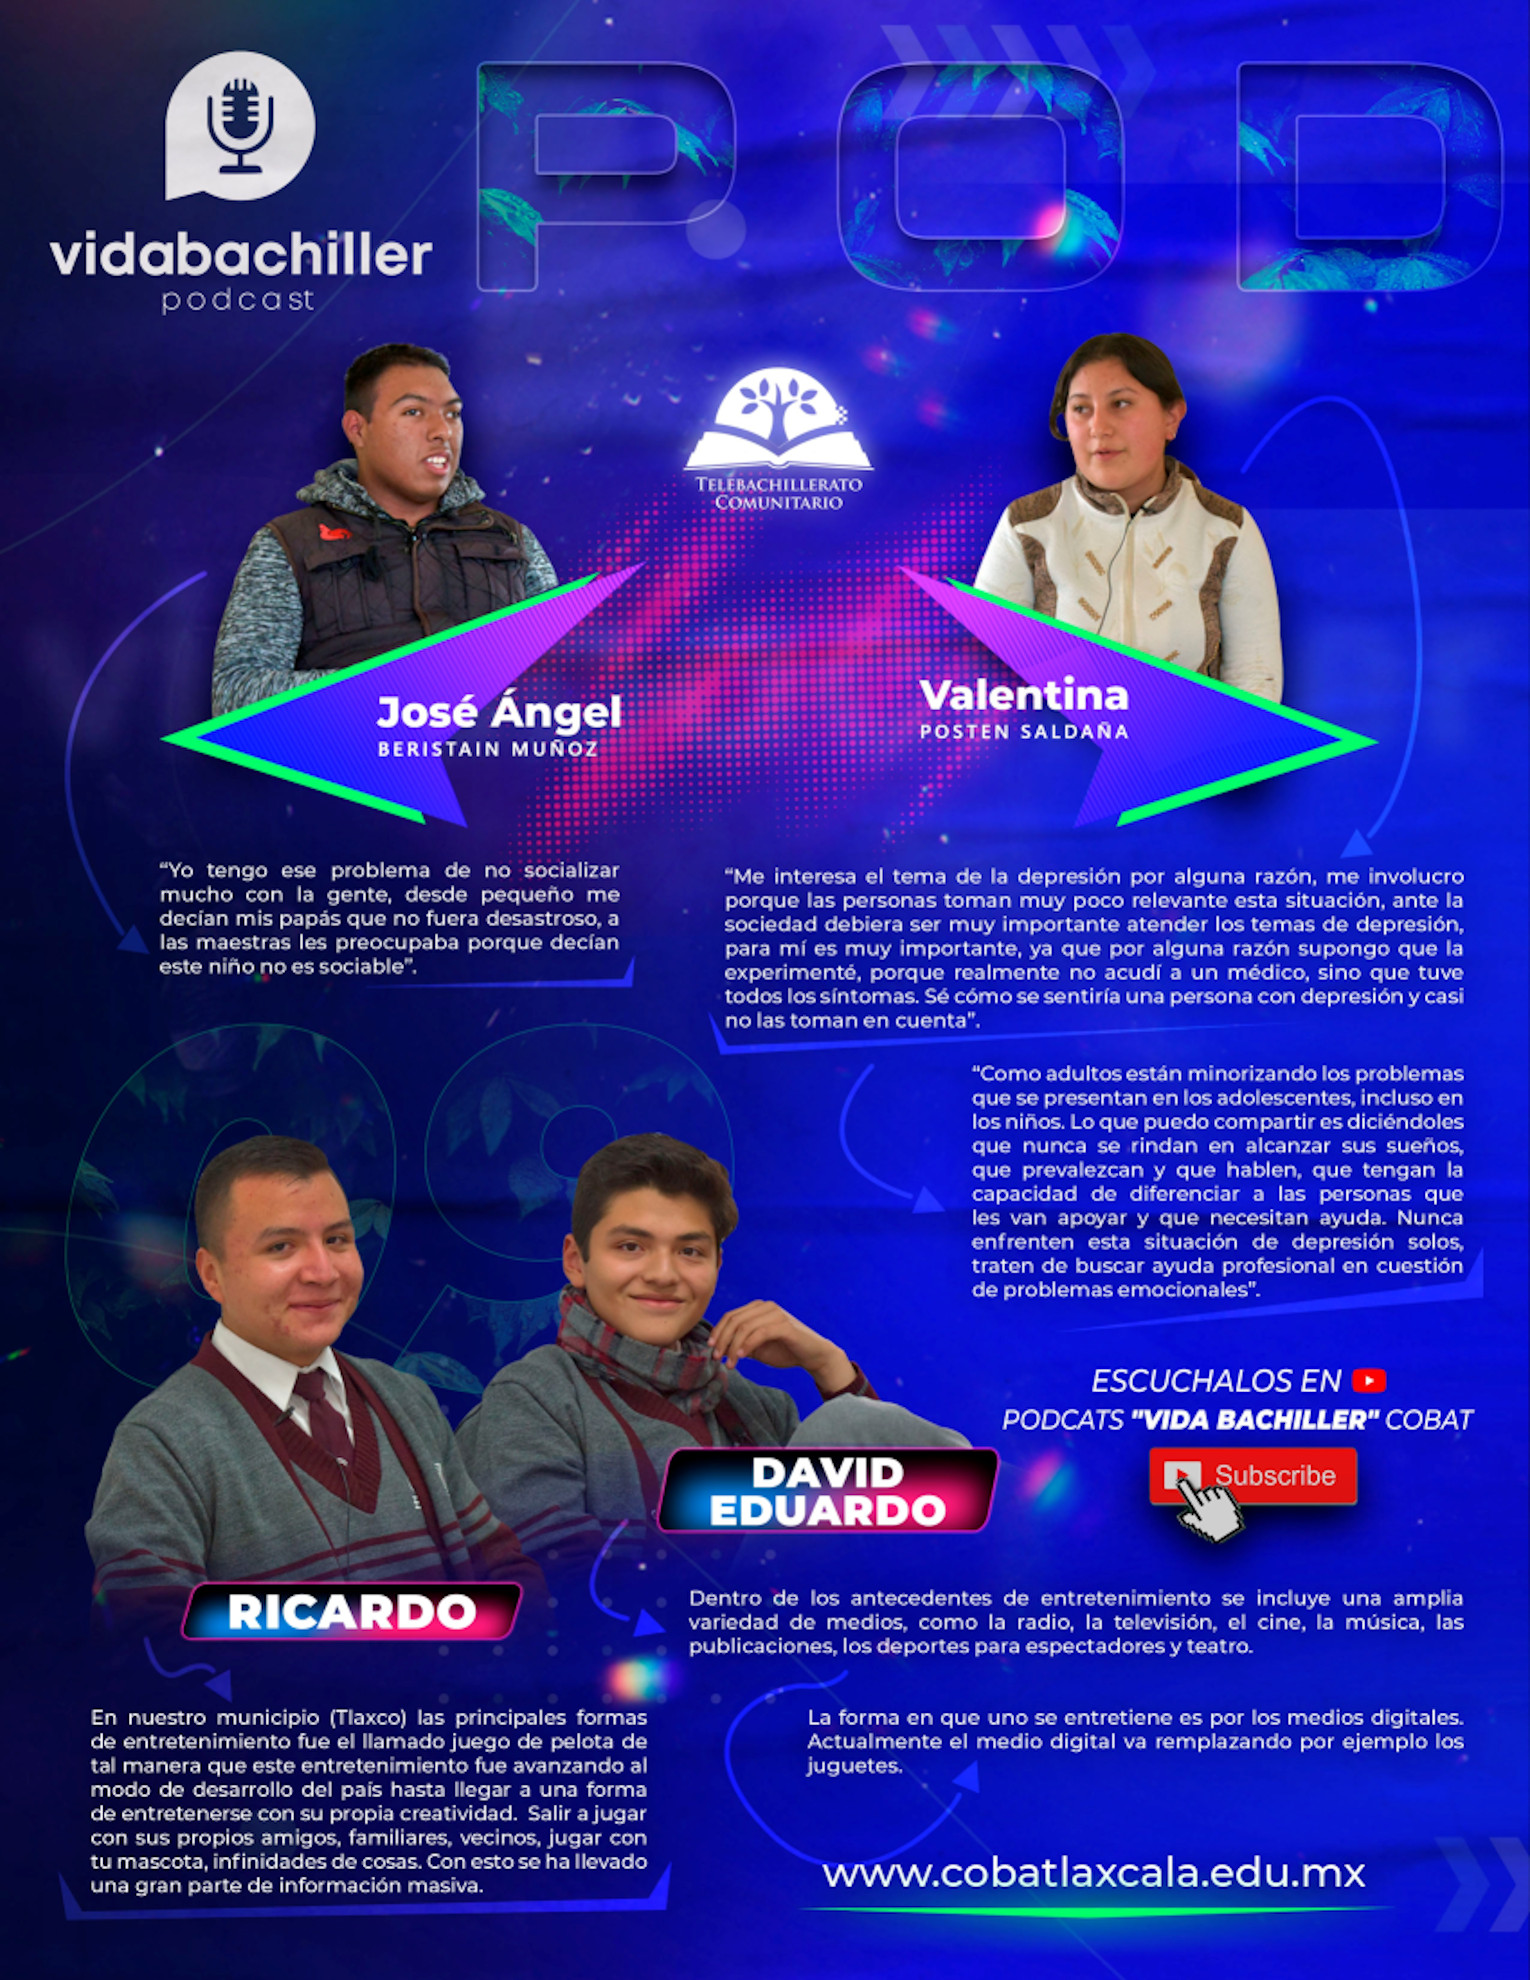 POD
vidabachiller
podcast
TELEBACHILLERATO
COMUNITARIO
José Ángel
BERISTAIN MUÑOZ
Valentina
POSTEN SALDAÑA
“Yo tengo ese problema de no socializar
mucho con la gente, desde pequeño me
decían mis papás que no fuera desastroso, a
las maestras les preocupaba porque decían
este niño no es sociable”.
“Me interesa el tema de la depresión por alguna razón, me involucro
porque las personas toman muy poco relevante esta situación, ante la
sociedad debiera ser muy importante atender los temas de depresión,
para mí es muy importante, ya que por alguna razón supongo que la
experimenté, porque realmente no acudí a un médico, sino que tuve
todos los síntomas. Sé cómo se sentiría una persona con depresión y casi
no las toman en cuenta”.
“Como adultos están minorizando los problemas
que se presentan en los adolescentes, incluso en
los niños. Lo que puedo compartir es diciéndoles
que nunca se rindan en alcanzar sus sueños,
que prevalezcan y que hablen, que tengan la
capacidad de diferenciar a las personas que
les van apoyar y que necesitan ayuda. Nunca
enfrenten esta situación de depresión solos,
traten de buscar ayuda profesional en cuestión
de problemas emocionales”.
09
ESCUCHALOS EN
PODCATS "VIDA BACHILLER" COBAT
Subscribe
DAVID
EDUARDO
RICARDO
Dentro de los antecedentes de entretenimiento se incluye una amplia
variedad de medios, como la radio, la televisión, el cine, la música, las
publicaciones, los deportes para espectadores y teatro.
En nuestro municipio (Tlaxco) las principales formas
de entretenimiento fue el llamado juego de pelota de
tal manera que este entretenimiento fue avanzando al
modo de desarrollo del país hasta llegar a una forma
de entretenerse con su propia creatividad. Salir a jugar
con sus propios amigos, familiares, vecinos, jugar con
tu mascota, infinidades de cosas. Con esto se ha llevado
una gran parte de información masiva.
La forma en que uno se entretiene es por los medios digitales.
Actualmente el medio digital va remplazando por ejemplo los
juguetes.
www.cobatlaxcala.edu.mx